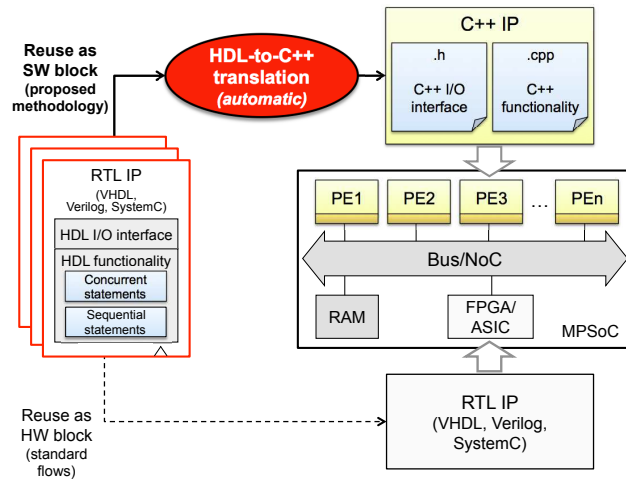 Reuse as
SW block
(proposed
methodology)
HDL-to-C++
translation
(automatic)
C++ IP
.h
C++ I/O
interface
.cpp
C++
functionality
RTL IP
(VHDL,
Verilog, SystemC)
HDL I/O interface
HDL functionality
Concurrent
statements
Sequential
statements
PE1
PE2
PE3
...
PEn
Bus/NoC
RAM
FPGA/
ASIC
MPSoC
Reuse as
HW block
(standard
flows)
RTL IP
(VHDL, Verilog,
SystemC)